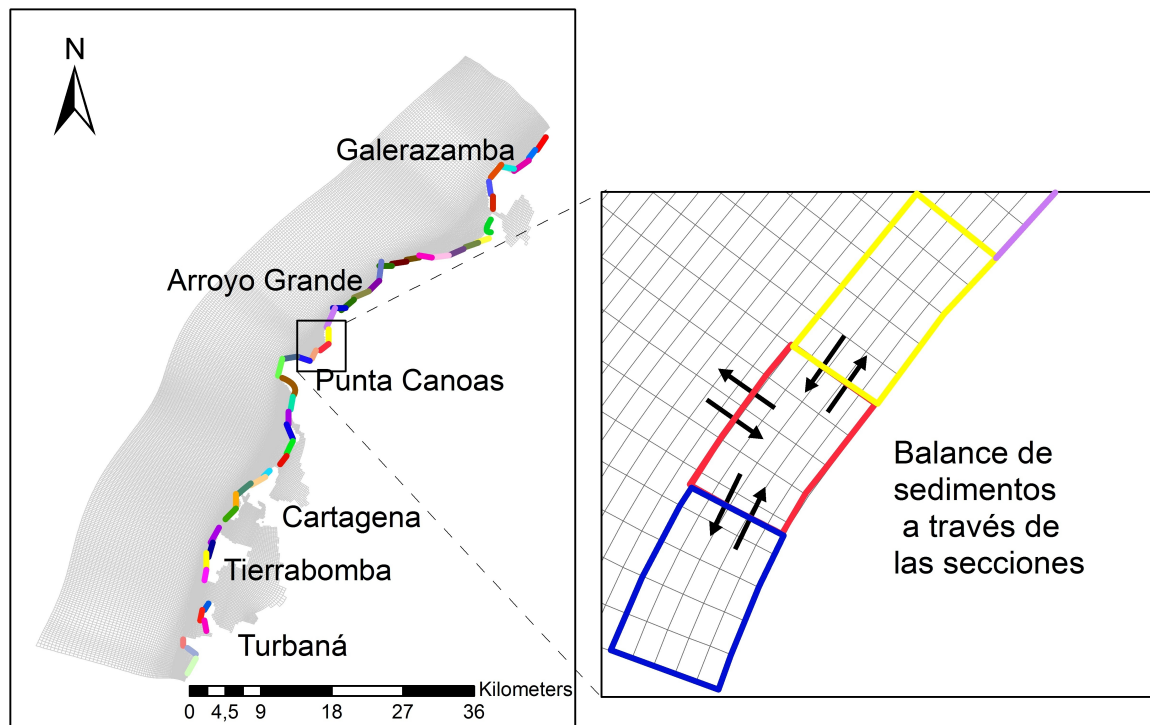 N
Galerazamba
Arroyo Grande
Punta Canoas
Cartagena
Tierrabomba
Turbaná
Kilometers
0 4,5 9 18 27 36
Balance de
sedimentos
a través de
las secciones